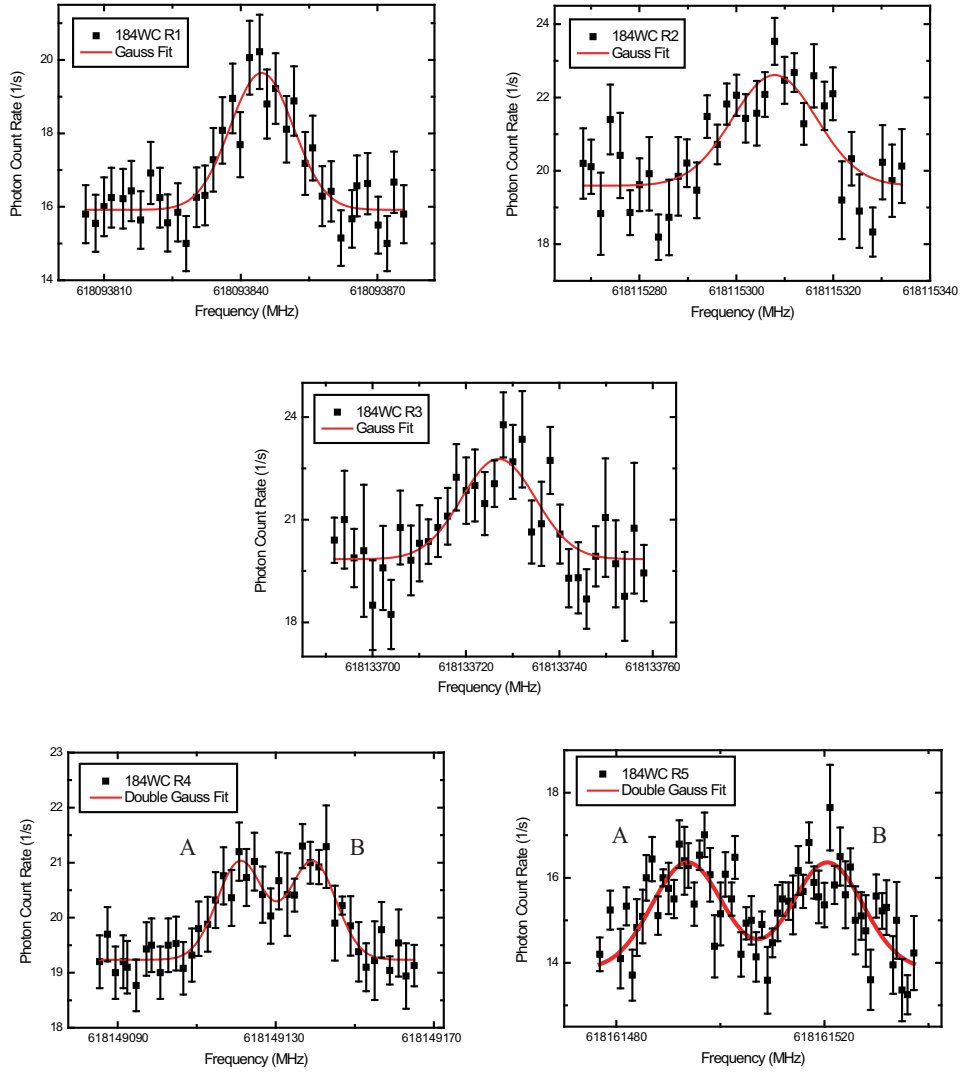 184WC R1
Gauss Fit
Photon Count Rate (1/s)
20
18
16
14
618093810
618093840
618093870
Frequency (MHz)
184WC R2
Gauss Fit
Photon Count Rate (1/s)
24
22
20
18
618115280
618115300
618115320
618115340
Frequency (MHz)
184WC R3
Gauss Fit
Photon Count Rate (1/s)
24
21
18
618133700
618133720
618133740
618133760
Frequency (MHz)
184WC R4
Double Gauss Fit
A
B
Photon Count Rate (1/s)
23
22
21
20
19
18
618149090
618149110
618149130
618149150
618149170
Frequency (MHz)
184WC R5
Double Gauss Fit
A
B
Photon Count Rate (1/s)
18
16
14
618161480
618161520
Frequency (MHz)